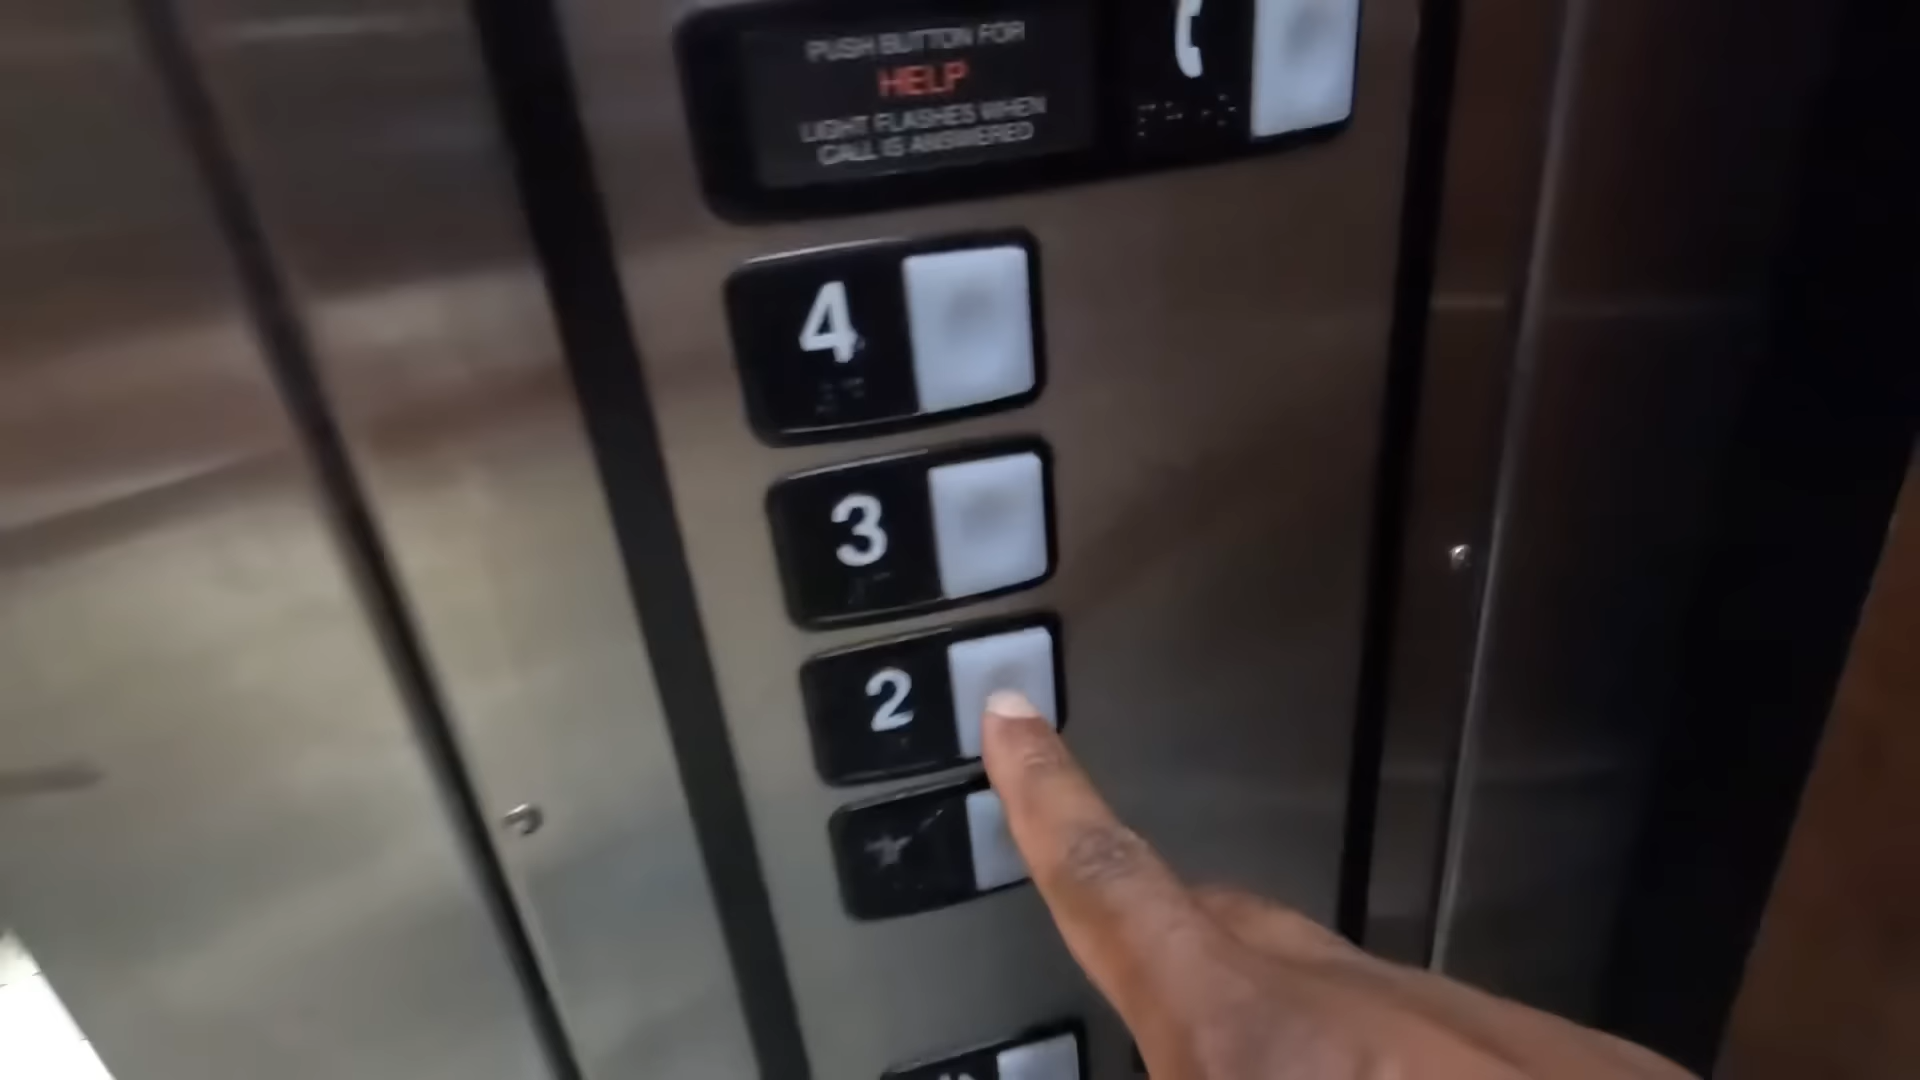 PUSH BUTTON FOR
HELP
LIGHT FLASHES WHEN
CALL IS ANSWERED
4
3
2